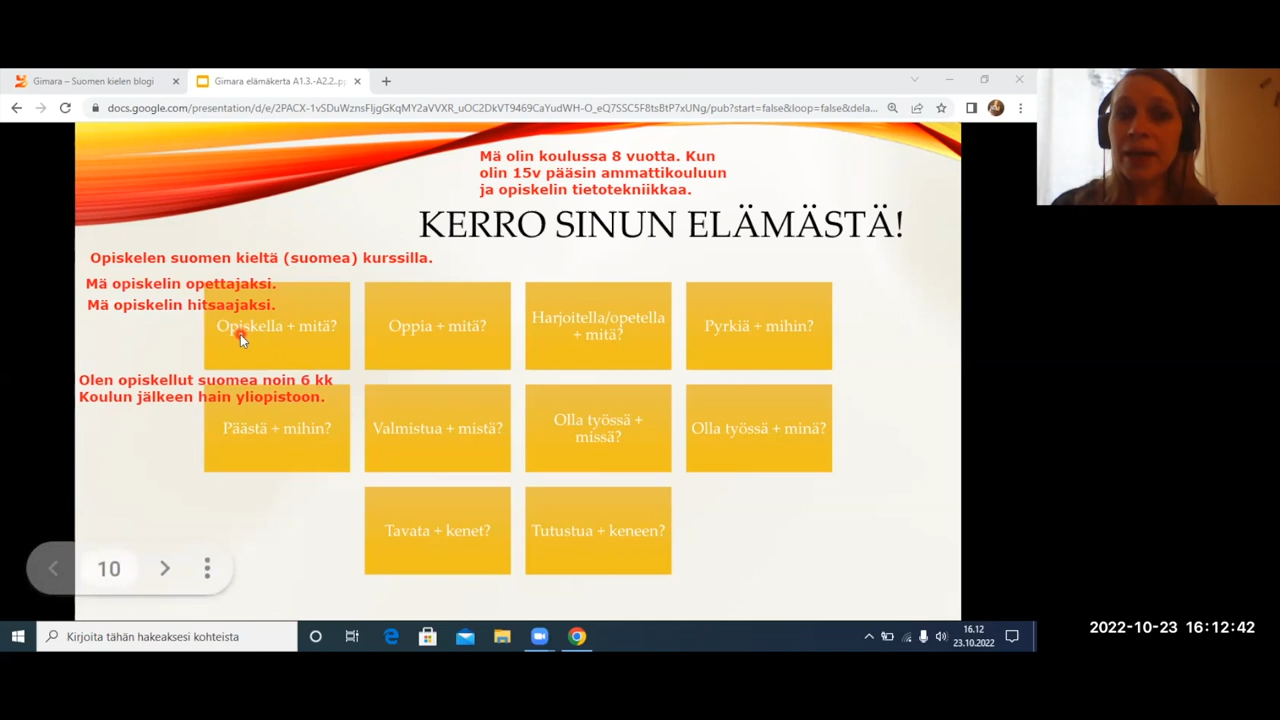 Gimara – Suomen kielen blogi
Gimara elämäkerta A1.3.-A2.2..pp
docs.google.com/presentation/d/e/2PACX-1vSDuWznsFIjgGKqMY2aVVXR_uOC2DkVT9469CaYudWH-O_eQ7SSC5F8tsBtP7xUNg/pub?start=false&loop=false&dela...
Mä olin koulussa 8 vuotta. Kun
olin 15v pääsin ammattikouluun
ja opiskelin tietotekniikkaa.
KERRO SINUN ELÄMÄSTÄ!
Opiskelen suomen kieltä (suomea) kurssilla.
Mä opiskelin opettajaksi.
Mä opiskelin hitsaajaksi.
Opiskella + mitä?
Oppia + mitä?
Harjoitella/opetella
+ mitä?
Pyrkiä + mihin?
Olen opiskellut suomea noin 6 kk
Koulun jälkeen hain yliopistoon.
Päästä + mihin?
Valmistua + mistä?
Olla työssä +
missä?
Olla työssä + minä?
Tavata + kenet?
Tutustua + keneen?
10
Kirjoita tähän hakeaksesi kohteista
16.12
23.10.2022
2022-10-23 16:12:42